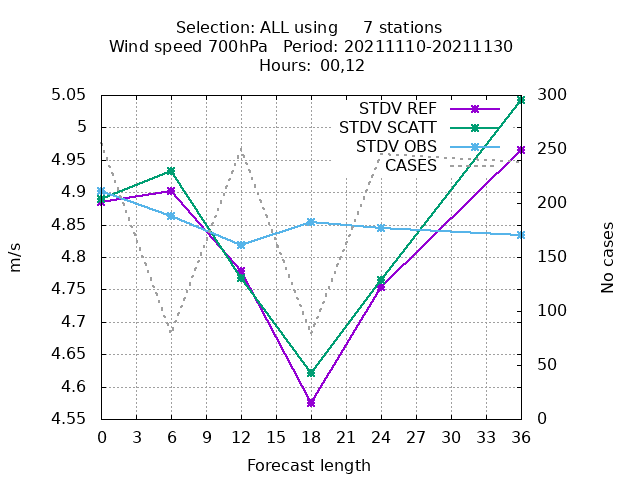 Selection: ALL using     7 stations
Wind speed 700hPa   Period: 20211110-20211130
Hours: 00,12
STDV REF
STDV SCATT
STDV OBS
CASES
m/s
5.05
5
4.95
4.9
4.85
4.8
4.75
4.7
4.65
4.6
4.55
300
250
200
150
100
50
0
No cases
0 3 6 9 12 15 18 21 24 27 30 33 36
Forecast length